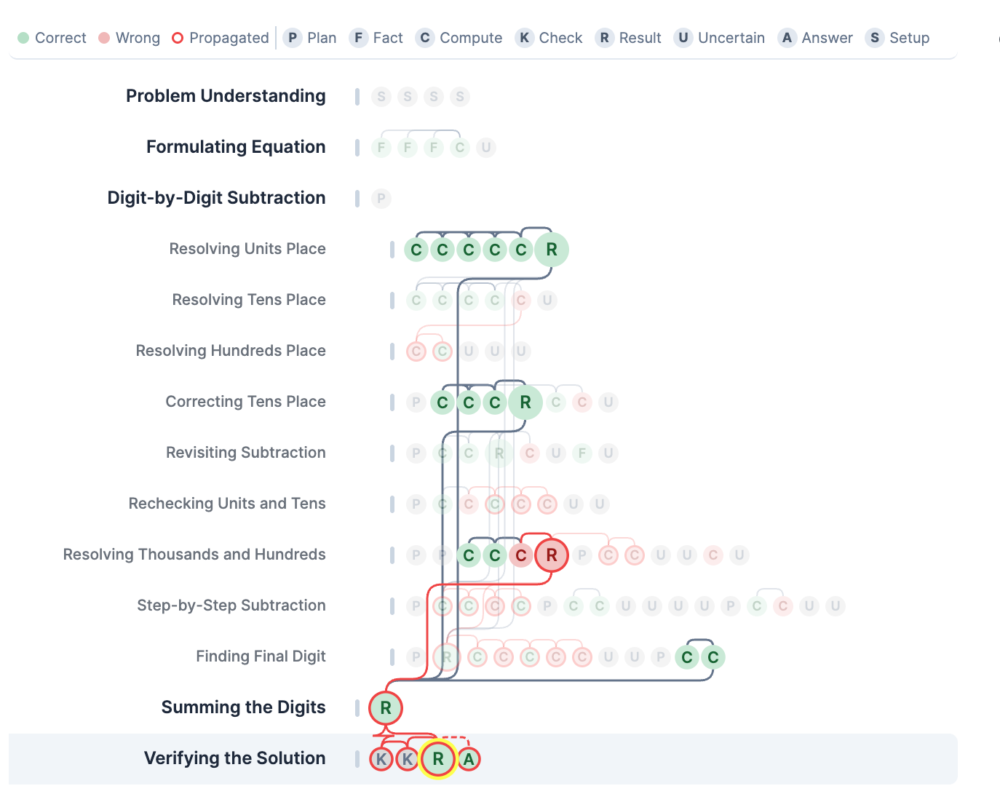 Correct Wrong Propagated P Plan F Fact C Compute K Check R Result U Uncertain A Answer S Setup
Problem Understanding S S S S
Formulating Equation F F F C U
Digit-by-Digit Subtraction P
Resolving Units Place C C C C C R
Resolving Tens Place C C C C C U
Resolving Hundreds Place C C U U U
Correcting Tens Place P C C C R C C U
Revisiting Subtraction P C C R C U F U
Rechecking Units and Tens P C C C C C U U
Resolving Thousands and Hundreds P P C C C R P C C U U C U
Step-by-Step Subtraction P C C C C P C C U U U U P C C U U
Finding Final Digit P R C C C C C U U P C C
Summing the Digits R
Verifying the Solution K K R A